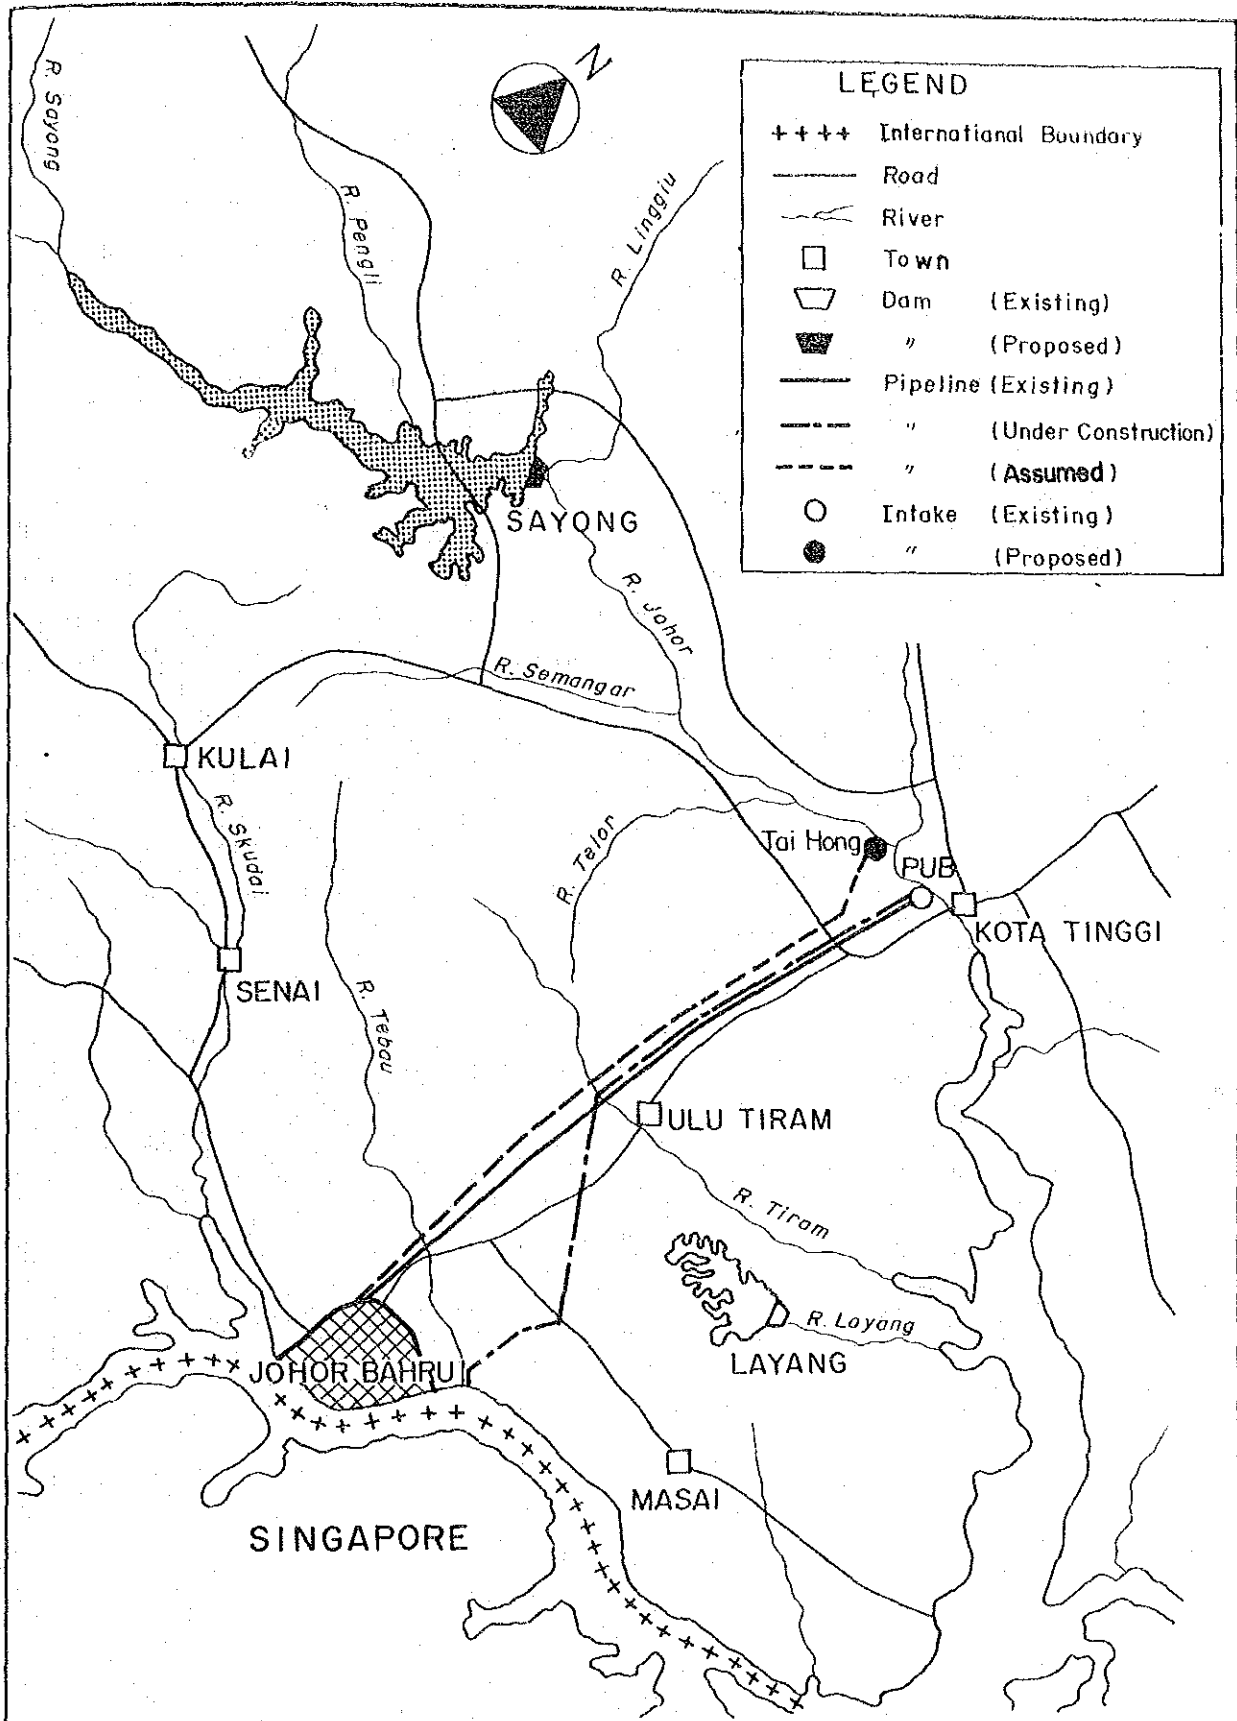 N
LEGEND
++++ International Boundary
Road
River
Town
Dam (Existing)
" (Proposed)
Pipeline (Existing)
" (Under Construction)
" (Assumed)
Intake (Existing)
" (Proposed)
R. Sayong
R. Pengli
R. Linggiu
SAYONG
R. Johor
R. Semangar
KULAI
R. Skudai
R. Telor
Tai Hong
PUB
KOTA TINGGI
SENAI
R. Tebau
ULU TIRAM
R. Tiram
R. Layang
LAYANG
JOHOR BAHRU
MASAI
SINGAPORE